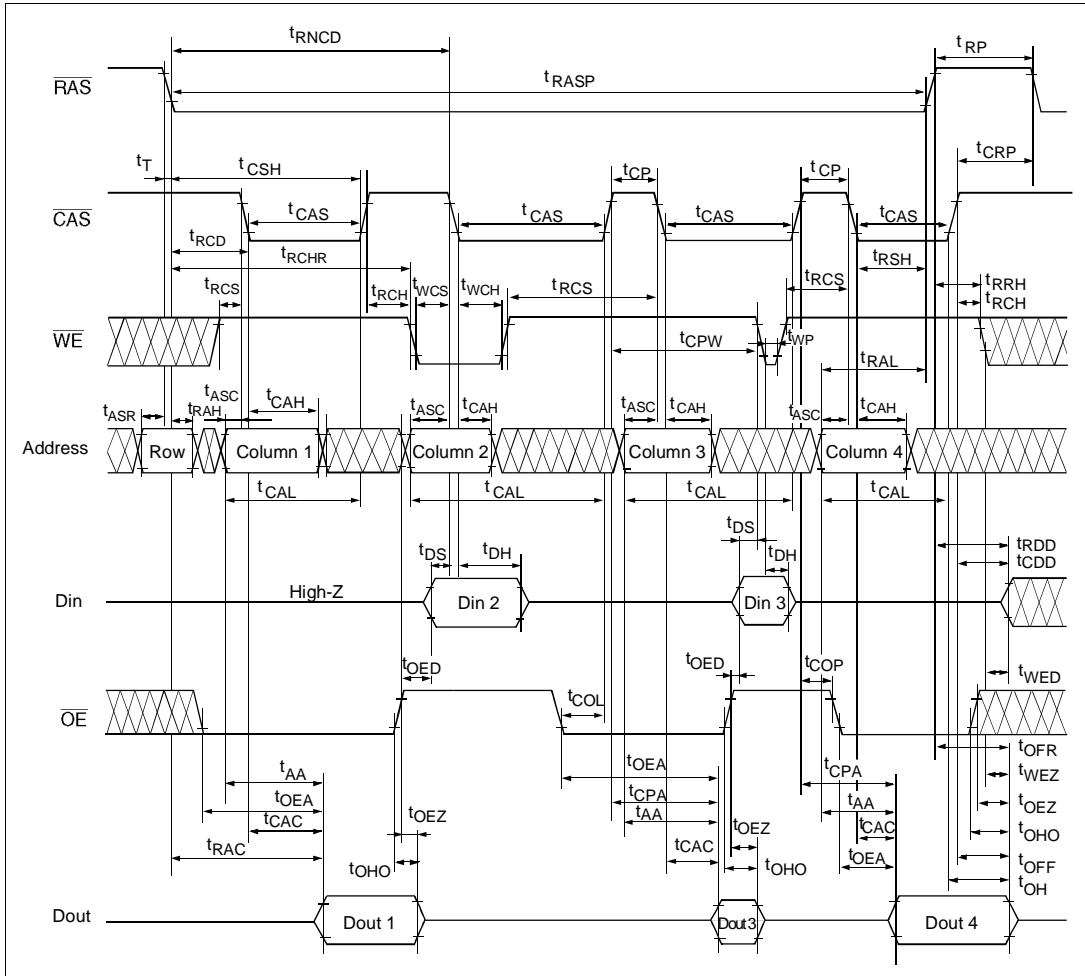 tRNCD
tRP
RAS
tRASP
tT
tCSH
tCP
tCP
tCRP
CAS
tCAS
tCAS
tCAS
tCAS
tRCD
tRCHR
tRSH
tRCS
tRCH
tWCS
tWCH
tRCS
tRCS
tRRH
tRCH
WE
tCPW
tWP
tRAL
tASR
tRAH
tASC
tCAH
tASC
tCAH
tASC
tCAH
tASC
tCAH
Address
Row
Column 1
Column 2
Column 3
Column 4
tCAL
tCAL
tCAL
tCAL
tDS
tDH
tDS
tDH
tRDD
tCDD
Din
High-Z
Din 2
Din 3
tOED
tOED
tCOP
tWED
OE
tCOL
tOFR
tAA
tOEA
tCPA
tWEZ
tOEA
tOEZ
tCPA
tAA
tOEZ
tCAC
tAA
tOEZ
tCAC
tOHO
tRAC
tOHO
tCAC
tOHO
tOEA
tOFF
tOH
Dout
Dout 1
Dout 3
Dout 4